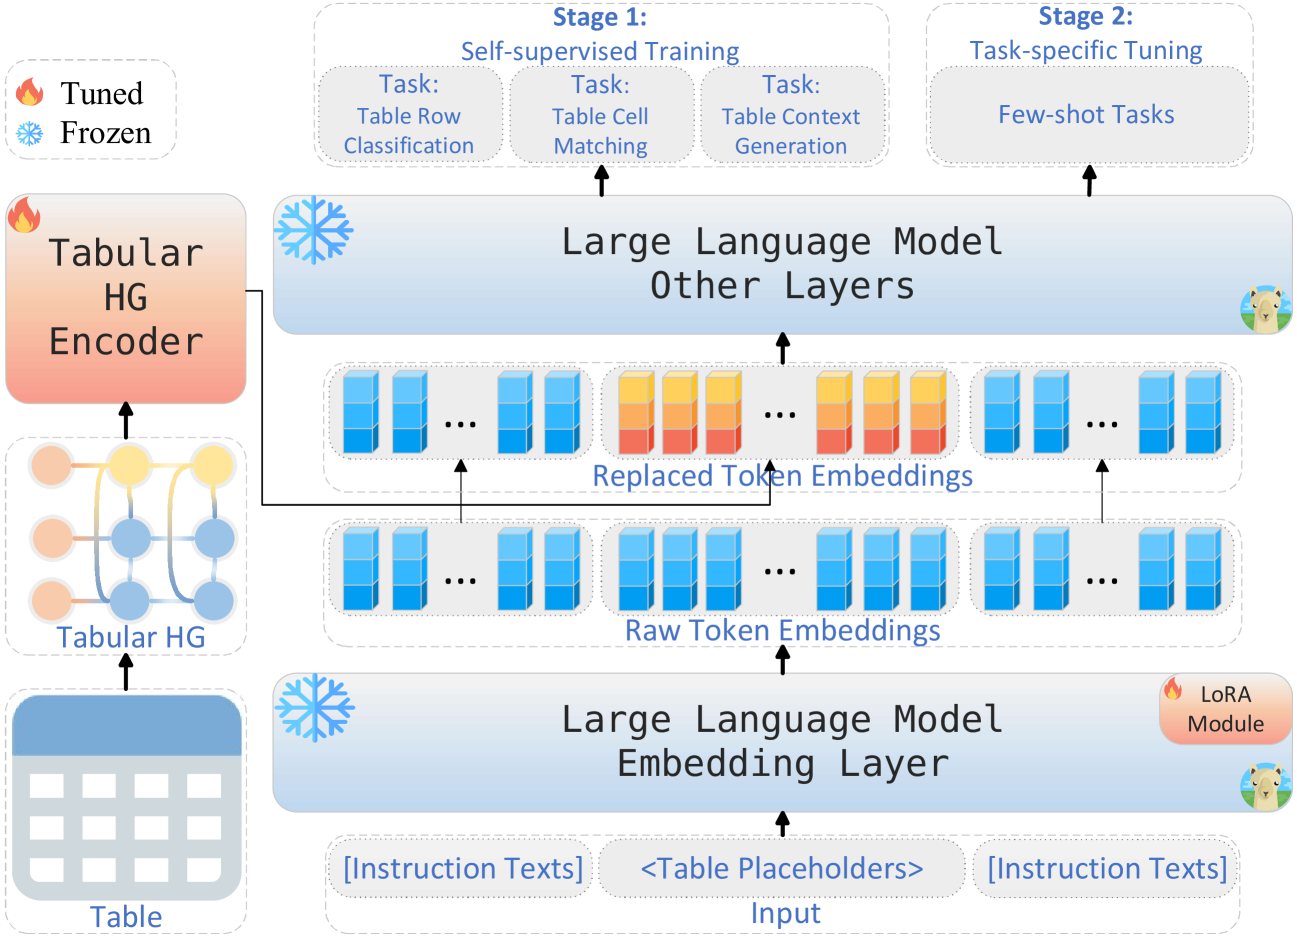 Stage 1:
Self-supervised Training
Task:
Table Row
Classification
Task:
Table Cell
Matching
Task:
Table Context
Generation
Stage 2:
Task-specific Tuning
Few-shot Tasks
Tuned
Frozen
Tabular
HG
Encoder
Large Language Model
Other Layers
...
...
...
Replaced Token Embeddings
...
...
...
Raw Token Embeddings
Tabular HG
Large Language Model
Embedding Layer
LoRA
Module
Table
[Instruction Texts]
<Table Placeholders>
[Instruction Texts]
Input